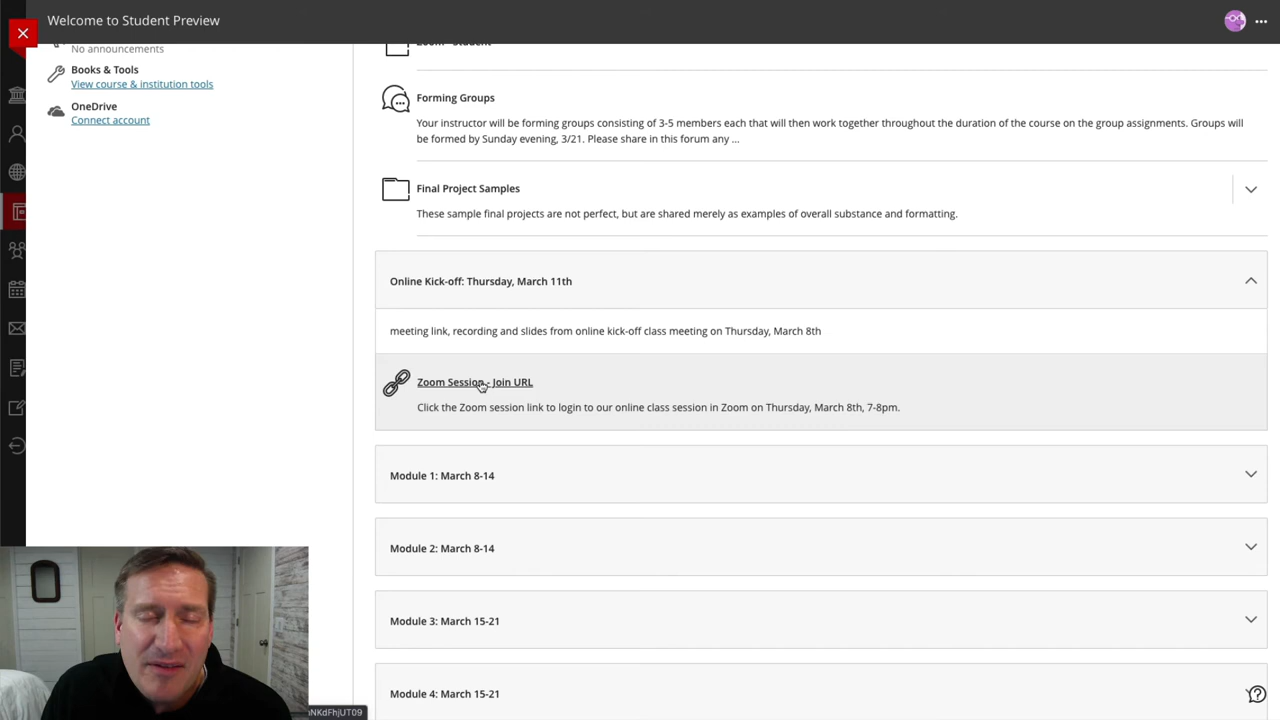 Welcome to Student Preview
No announcements
Books & Tools
View course & institution tools
OneDrive
Connect account
Zoom - Student
Forming Groups
Your instructor will be forming groups consisting of 3-5 members each that will then work together throughout the duration of the course on the group assignments. Groups will
be formed by Sunday evening, 3/21. Please share in this forum any ...
Final Project Samples
These sample final projects are not perfect, but are shared merely as examples of overall substance and formatting.
Online Kick-off: Thursday, March 11th
meeting link, recording and slides from online kick-off class meeting on Thursday, March 8th
Zoom Session - Join URL
Click the Zoom session link to login to our online class session in Zoom on Thursday, March 8th, 7-8pm.
Module 1: March 8-14
Module 2: March 8-14
Module 3: March 15-21
Module 4: March 15-21